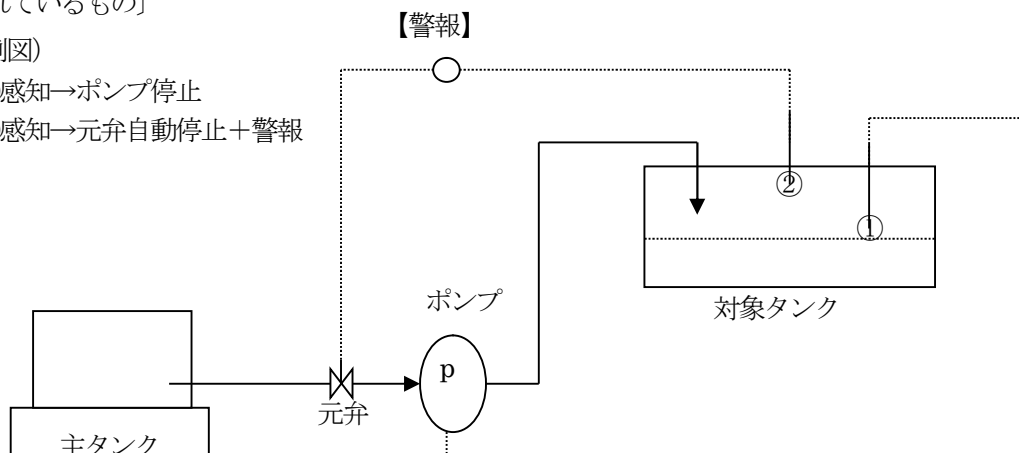 れているもの〕
図)
【警報】
感知→ポンプ停止
感知→元弁自動停止＋警報
②
①
ポンプ
対象タンク
p
元弁
主タンク